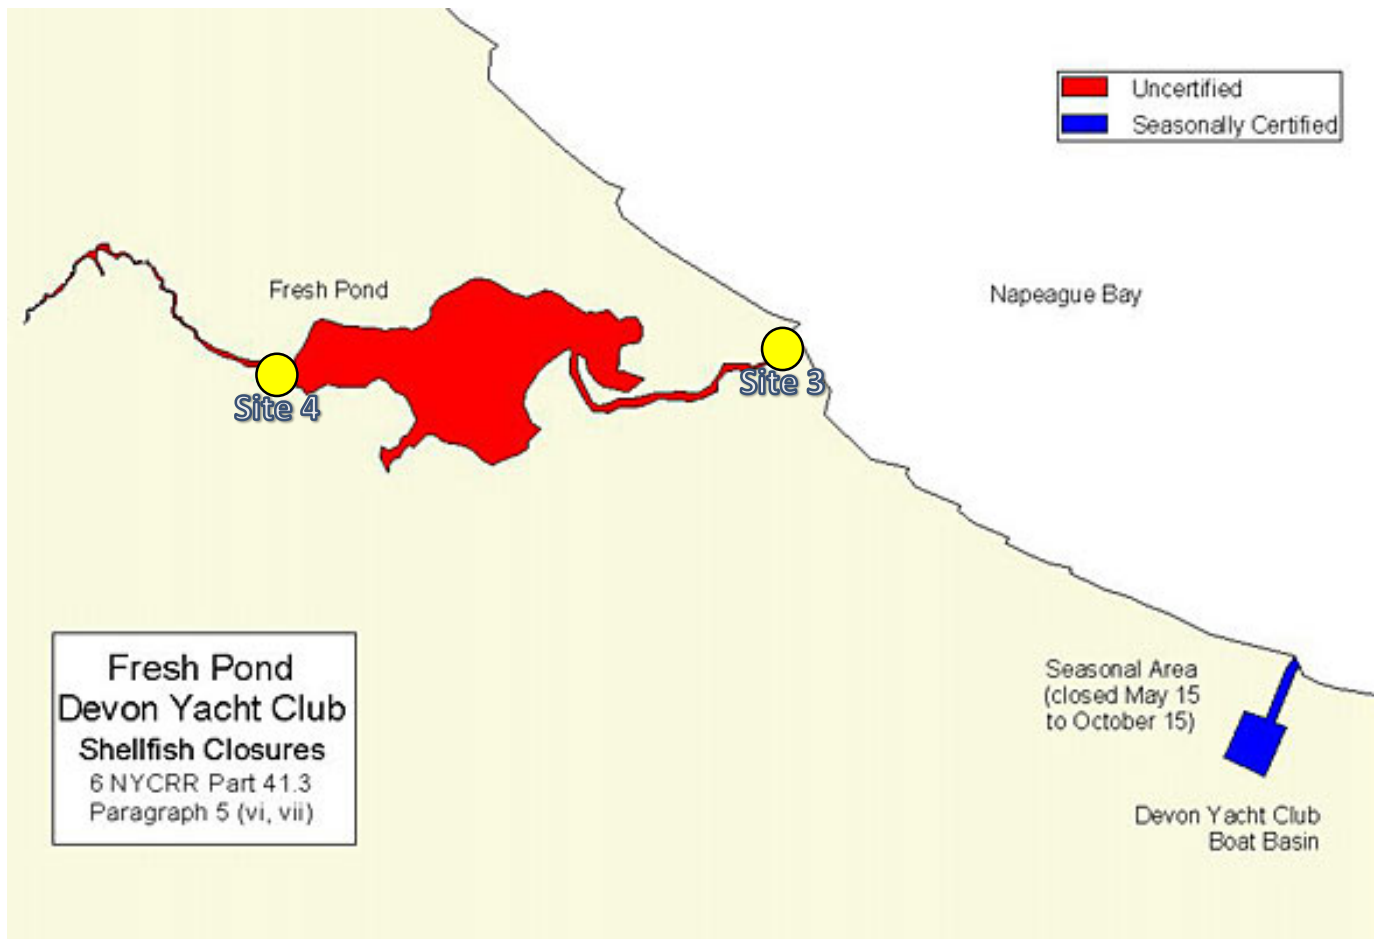 Uncertified
Seasonally Certified
Fresh Pond
Napeague Bay
Site 3
Site 4
Fresh Pond
Devon Yacht Club
Shellfish Closures
6 NYCRR Part 41.3
Paragraph 5 (vi, vii)
Seasonal Area
(closed May 15
to October 15)
Devon Yacht Club
Boat Basin